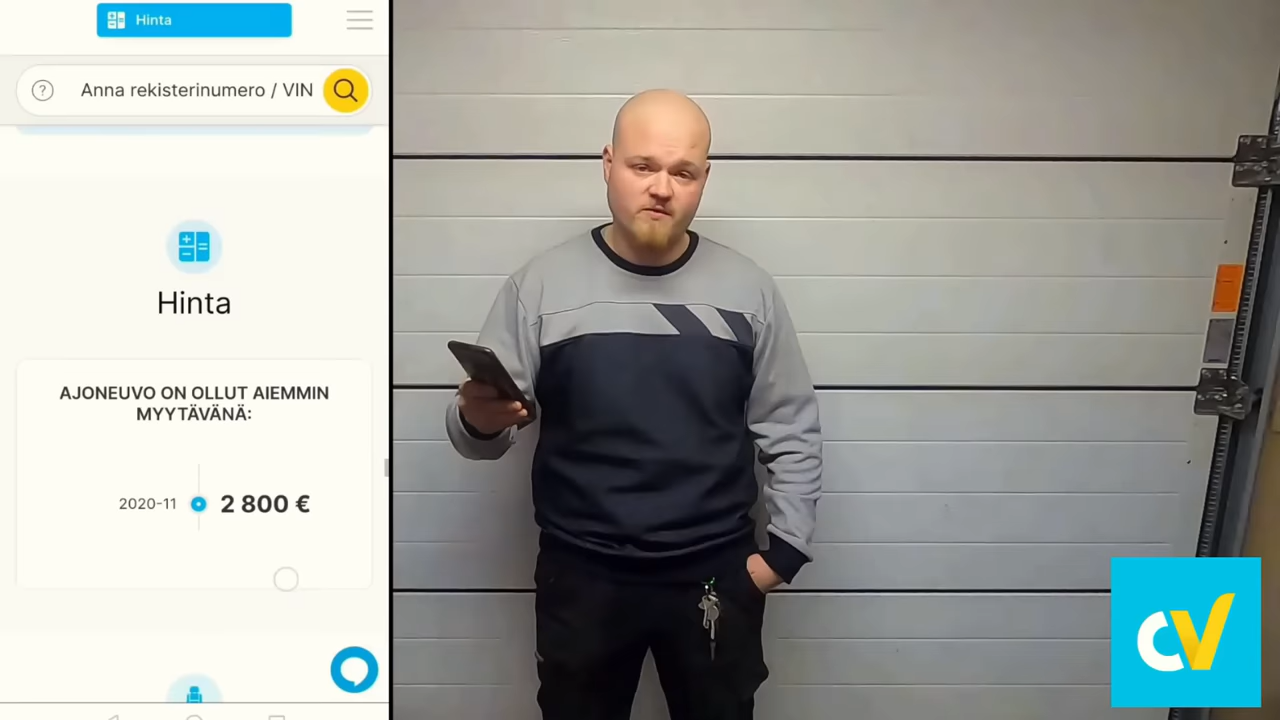 Hinta
Anna rekisterinumero / VIN
Hinta
AJONEUVO ON OLLUT AIEMMIN
MYYTÄVÄNÄ:
2020-11 2 800 €
CV